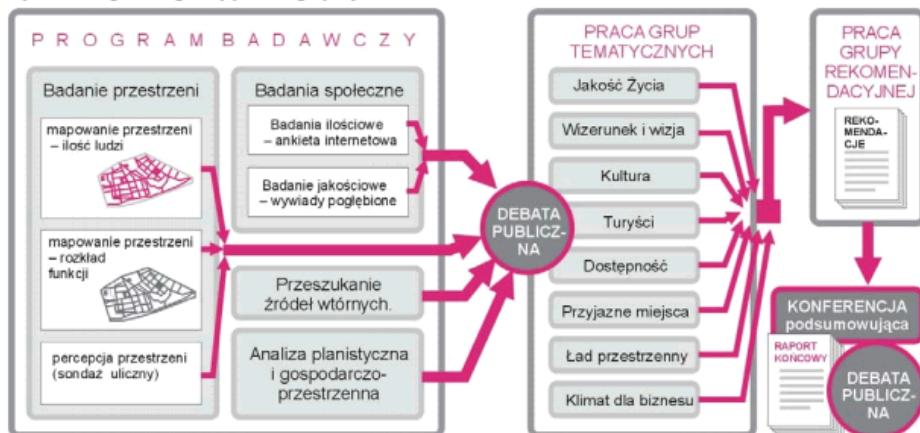 PROGRAM BADAWCZY
Badanie przestrzeni
mapowanie przestrzeni
– ilość ludzi
mapowanie przestrzeni
– rozkład
funkcji
percepcja przestrzeni
(sondaż uliczny)
Badania społeczne
Badania ilościowe
– ankieta internetowa
Badanie jakościowe
– wywiady pogłębione
Przeszukanie
źródeł wtórnych.
Analiza planistyczna
i gospodarczo-
przestrzenna
DEBATA
PUBLICZ-
NA
PRACA GRUP
TEMATYCZNYCH
Jakość Życia
Wizerunek i wizja
Kultura
Turyści
Dostępność
Przyjazne miejsca
Ład przestrzenny
Klimat dla biznesu
PRACA
GRUPY
REKOMEN-
DACYJNEJ
REKO-
MENDA-
CJE
KONFERENCJA
podsumowująca
RAPORT
KOŃCOWY
DEBATA
PUBLICZ-
NA